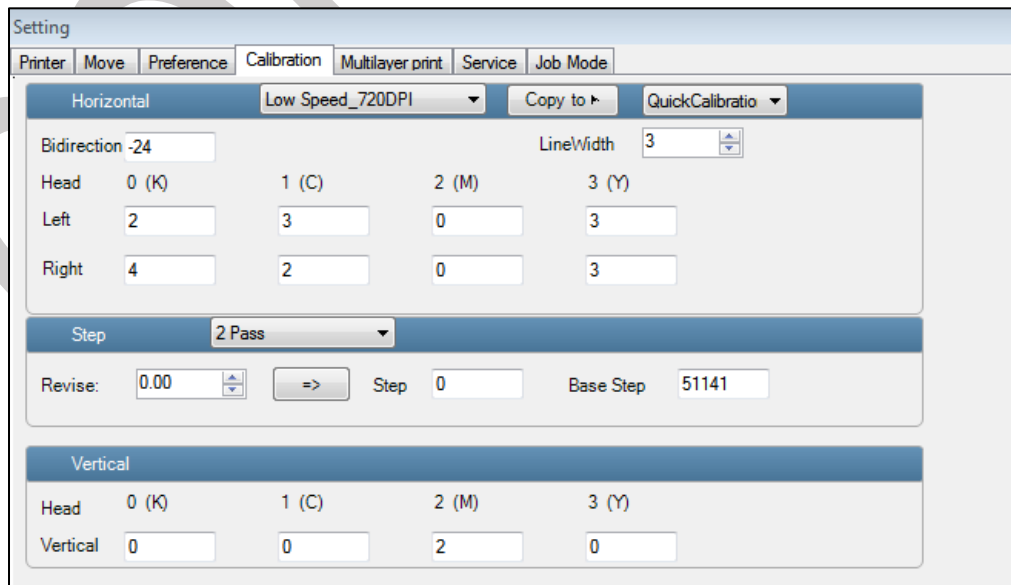 Setting
Printer Move Preference Calibration Multilayer print Service Job Mode
Horizontal Low Speed_720DPI Copy to QuickCalibratio
Bidirection -24 LineWidth 3
Head 0 (K) 1 (C) 2 (M) 3 (Y)
Left 2 3 0 3
Right 4 2 0 3
Step 2 Pass
Revise: 0.00 => Step 0 Base Step 51141
Vertical
Head 0 (K) 1 (C) 2 (M) 3 (Y)
Vertical 0 0 2 0